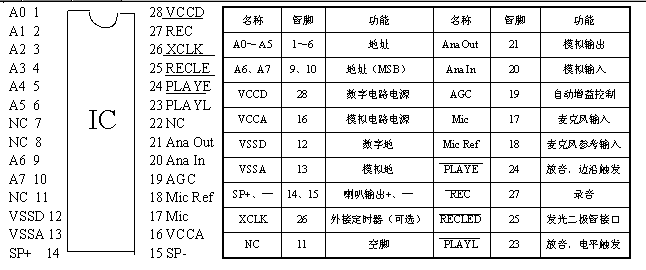 A0 1 28 VCCD
A1 2 27 REC
A2 3 26 XCLK
A3 4 25 RECLE
A4 5 24 PLAYE
A5 6 23 PLAYL
NC 7 22 NC
NC 8 21 Ana Out
A6 9 20 Ana In
A7 10 19 AGC
NC 11 18 Mic Ref
VSSD 12 17 Mic
VSSA 13 16 VCCA
SP+ 14 15 SP-
IC
名称 管脚 功能 名称 管脚 功能
A0~A5 1~6 地址 Ana Out 21 模拟输出
A6、A7 9、10 地址（MSB） Ana In 20 模拟输入
VCCD 28 数字电路电源 AGC 19 自动增益控制
VCCA 16 模拟电路电源 Mic 17 麦克风输入
VSSD 12 数字地 Mic Ref 18 麦克风参考输入
VSSA 13 模拟地 PLAYE 24 放音、边沿触发
SP+、— 14、15 喇叭输出+、— REC 27 录音
XCLK 26 外接定时器（可选） RECLED 25 发光二极管接口
NC 11 空脚 PLAYL 23 放音、电平触发